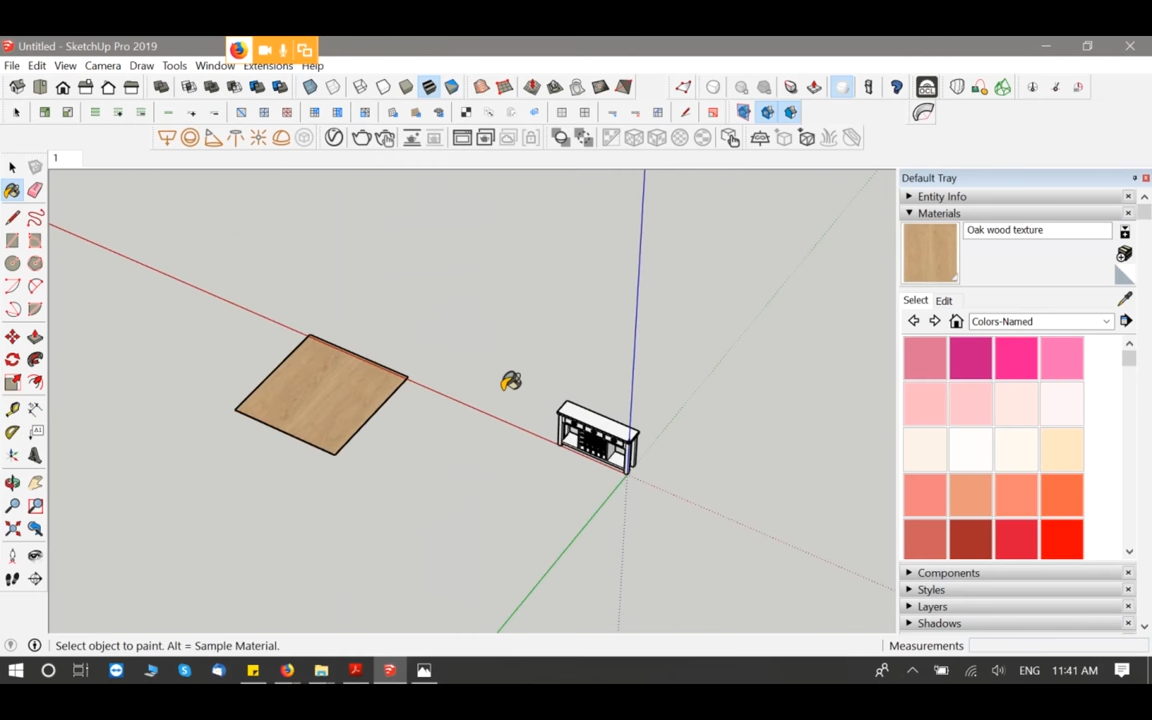 Untitled - SketchUp Pro 2019
File Edit View Camera Draw Tools Window Extensions Help
1
Default Tray
Entity Info
Materials
Oak wood texture
Select Edit
Colors-Named
Components
Styles
Layers
Shadows
Select object to paint. Alt = Sample Material.
Measurements
ENG 11:41 AM